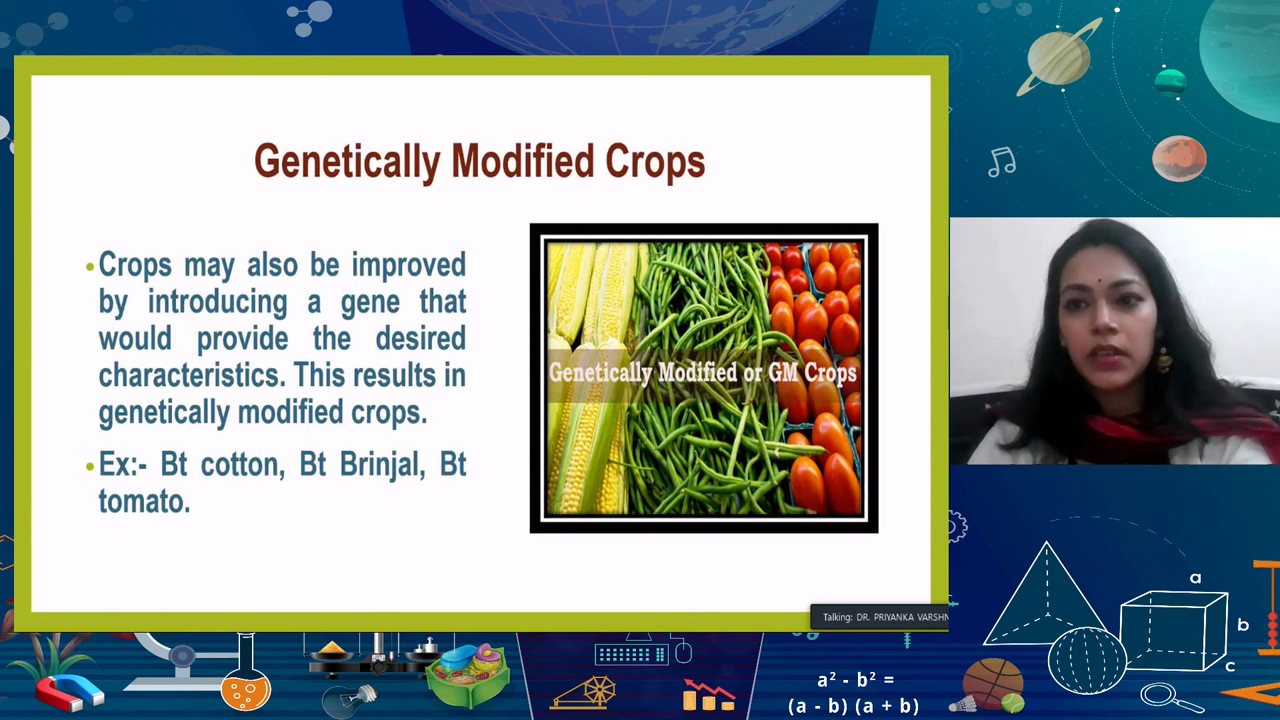 Genetically Modified Crops
•Crops may also be improved
by introducing a gene that
would provide the desired
characteristics. This results in
genetically modified crops.
•Ex:- Bt cotton, Bt Brinjal, Bt
tomato.
Genetically Modified or GM Crops
Talking: DR. PRIYANKA VARSHN
a
b
c
a² - b² =
(a - b) (a + b)